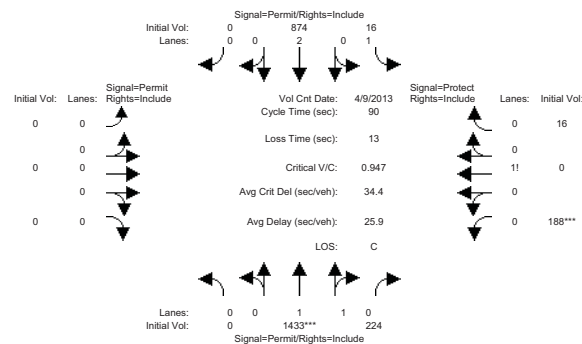 Signal=Permit/Rights=Include
Initial Vol: 0 874 16
Lanes: 0 0 2 0 1
Signal=Permit
Rights=Include
Initial Vol: Lanes:
Vol Cnt Date: 4/9/2013
Cycle Time (sec): 90
Signal=Protect
Rights=Include
Lanes: Initial Vol:
0 0
0 16
Loss Time (sec): 13
0
0
0 0
Critical V/C: 0.947
1! 0
0
Avg Crit Del (sec/veh): 34.4
0
0 0
Avg Delay (sec/veh): 25.9
0 188***
LOS: C
Lanes: 0 0 1 1 0
Initial Vol: 0 1433*** 224
Signal=Permit/Rights=Include